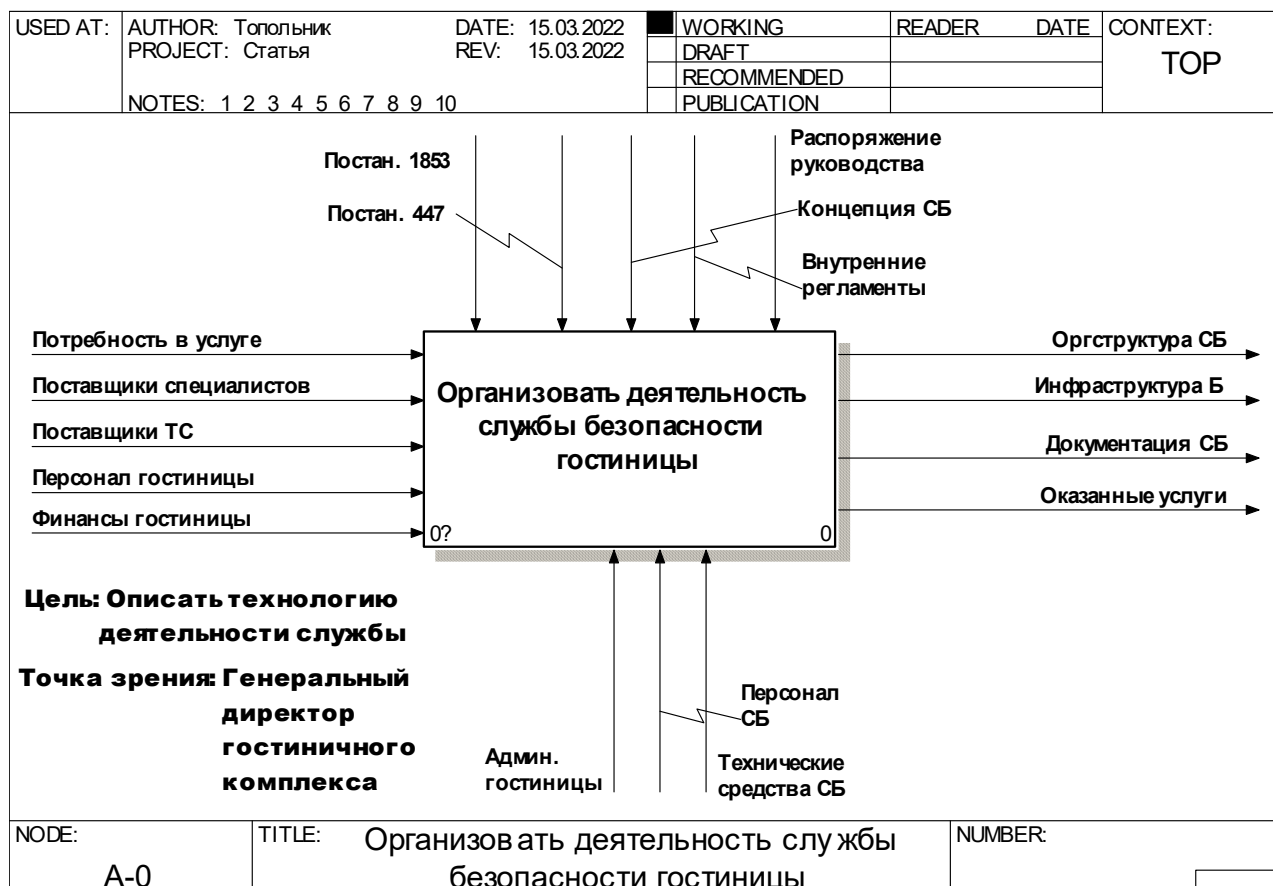 USED AT:
AUTHOR: Топольник
DATE: 15.03.2022
PROJECT: Статья
REV: 15.03.2022
NOTES: 1 2 3 4 5 6 7 8 9 10
WORKING
DRAFT
RECOMMENDED
PUBLICATION
READER DATE
CONTEXT:
TOP
Постан. 1853
Постан. 447
Распоряжение
руководства
Концепция СБ
Внутренние
регламенты
Потребность в услуге
Поставщики специалистов
Поставщики ТС
Персонал гостиницы
Финансы гостиницы
Организовать деятельность
службы безопасности
гостиницы
0?
0
Оргструктура СБ
Инфраструктура Б
Документация СБ
Оказанные услуги
Цель: Описать технологию
деятельности службы
Точка зрения: Генеральный
директор
гостиничного
комплекса
Админ.
гостиницы
Персонал
СБ
Технические
средства СБ
NODE:
A-0
TITLE:
Организовать деятельность службы
безопасности гостиницы
NUMBER: